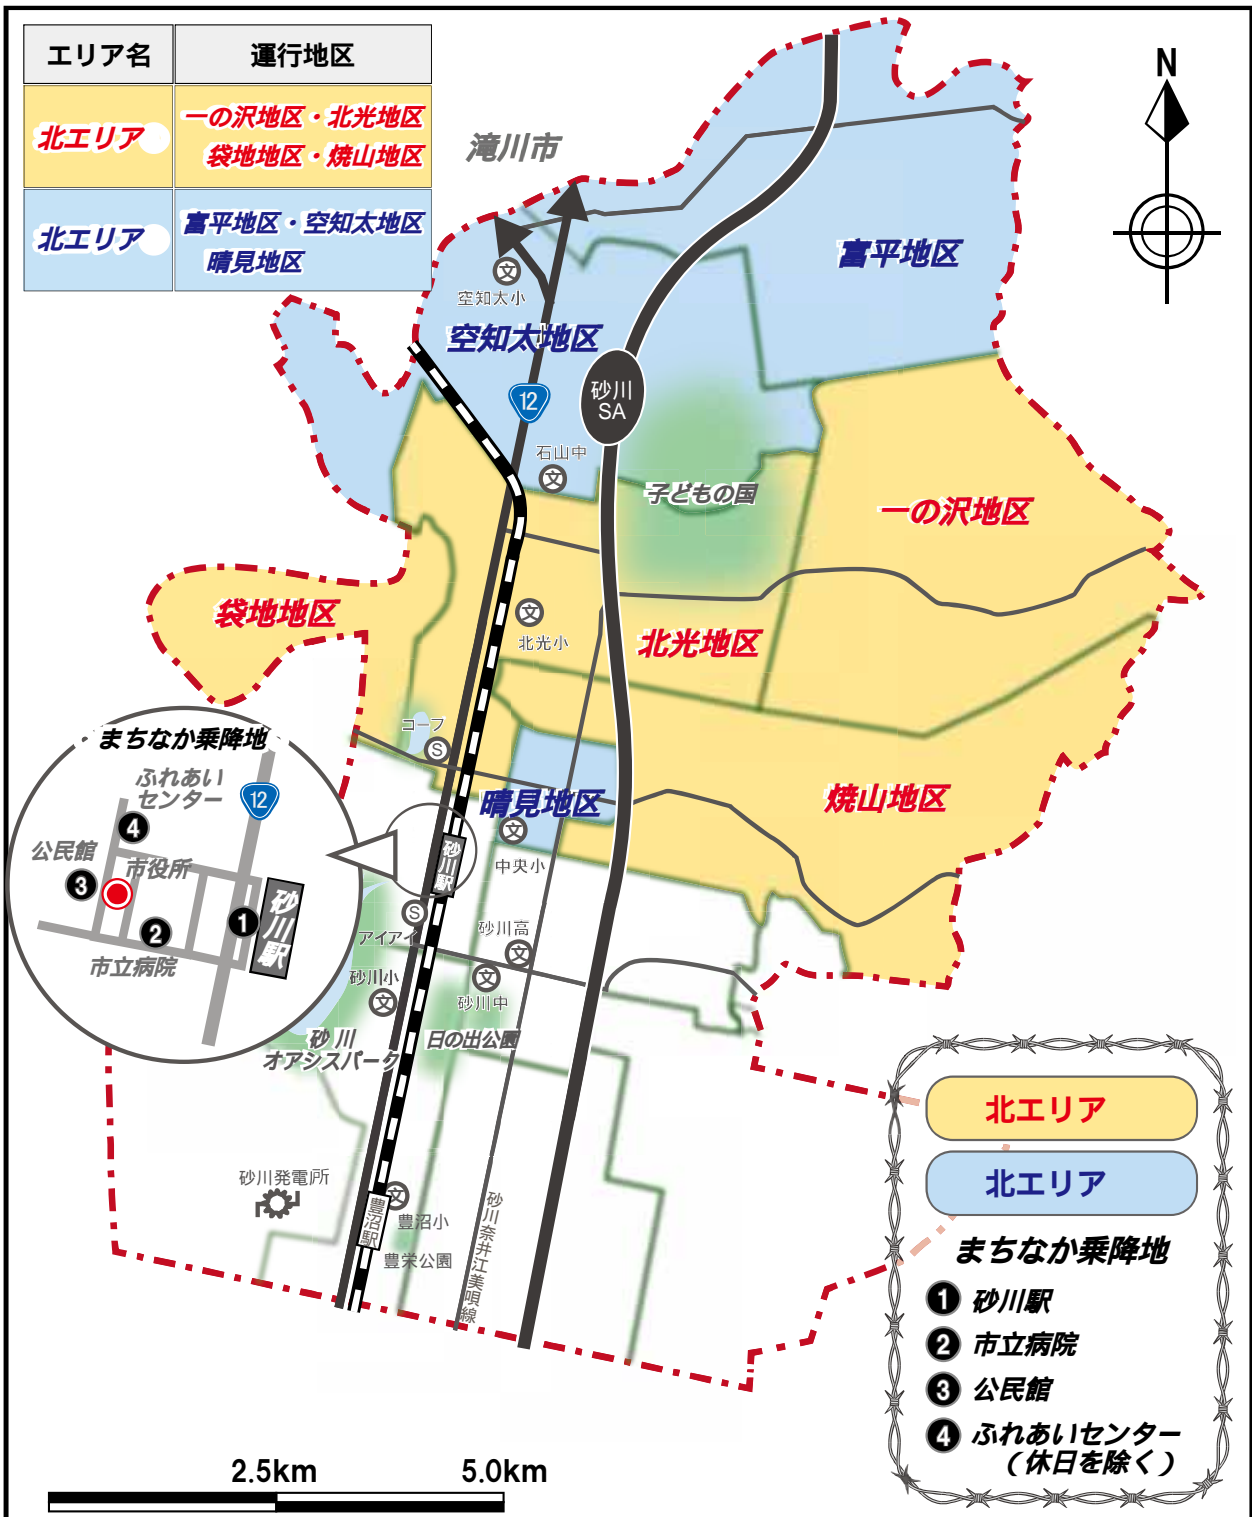 エリア名
運行地区
北エリア
一の沢地区・北光地区
袋地地区・焼山地区
北エリア
富平地区・空知太地区
晴見地区
N
滝川市
富平地区
空知太小
空知太地区
12
砂川
SA
石山中
子どもの国
一の沢地区
袋地地区
北光小
北光地区
コープ
S
晴見地区
焼山地区
中央小
砂川駅
まちなか乗降地
ふれあい
センター
12
4
公民館
3
市役所
1
2
市立病院
砂川駅
S
アイアイ
砂川高
砂川小
砂川中
砂川
オアシスパーク
日の出公園
砂川発電所
豊沼駅
豊沼小
豊栄公園
砂川奈井江美唄線
文
文
文
文
文
文
文
文
北エリア
北エリア
まちなか乗降地
1 砂川駅
2 市立病院
3 公民館
4 ふれあいセンター
(休日を除く)
2.5km
5.0km